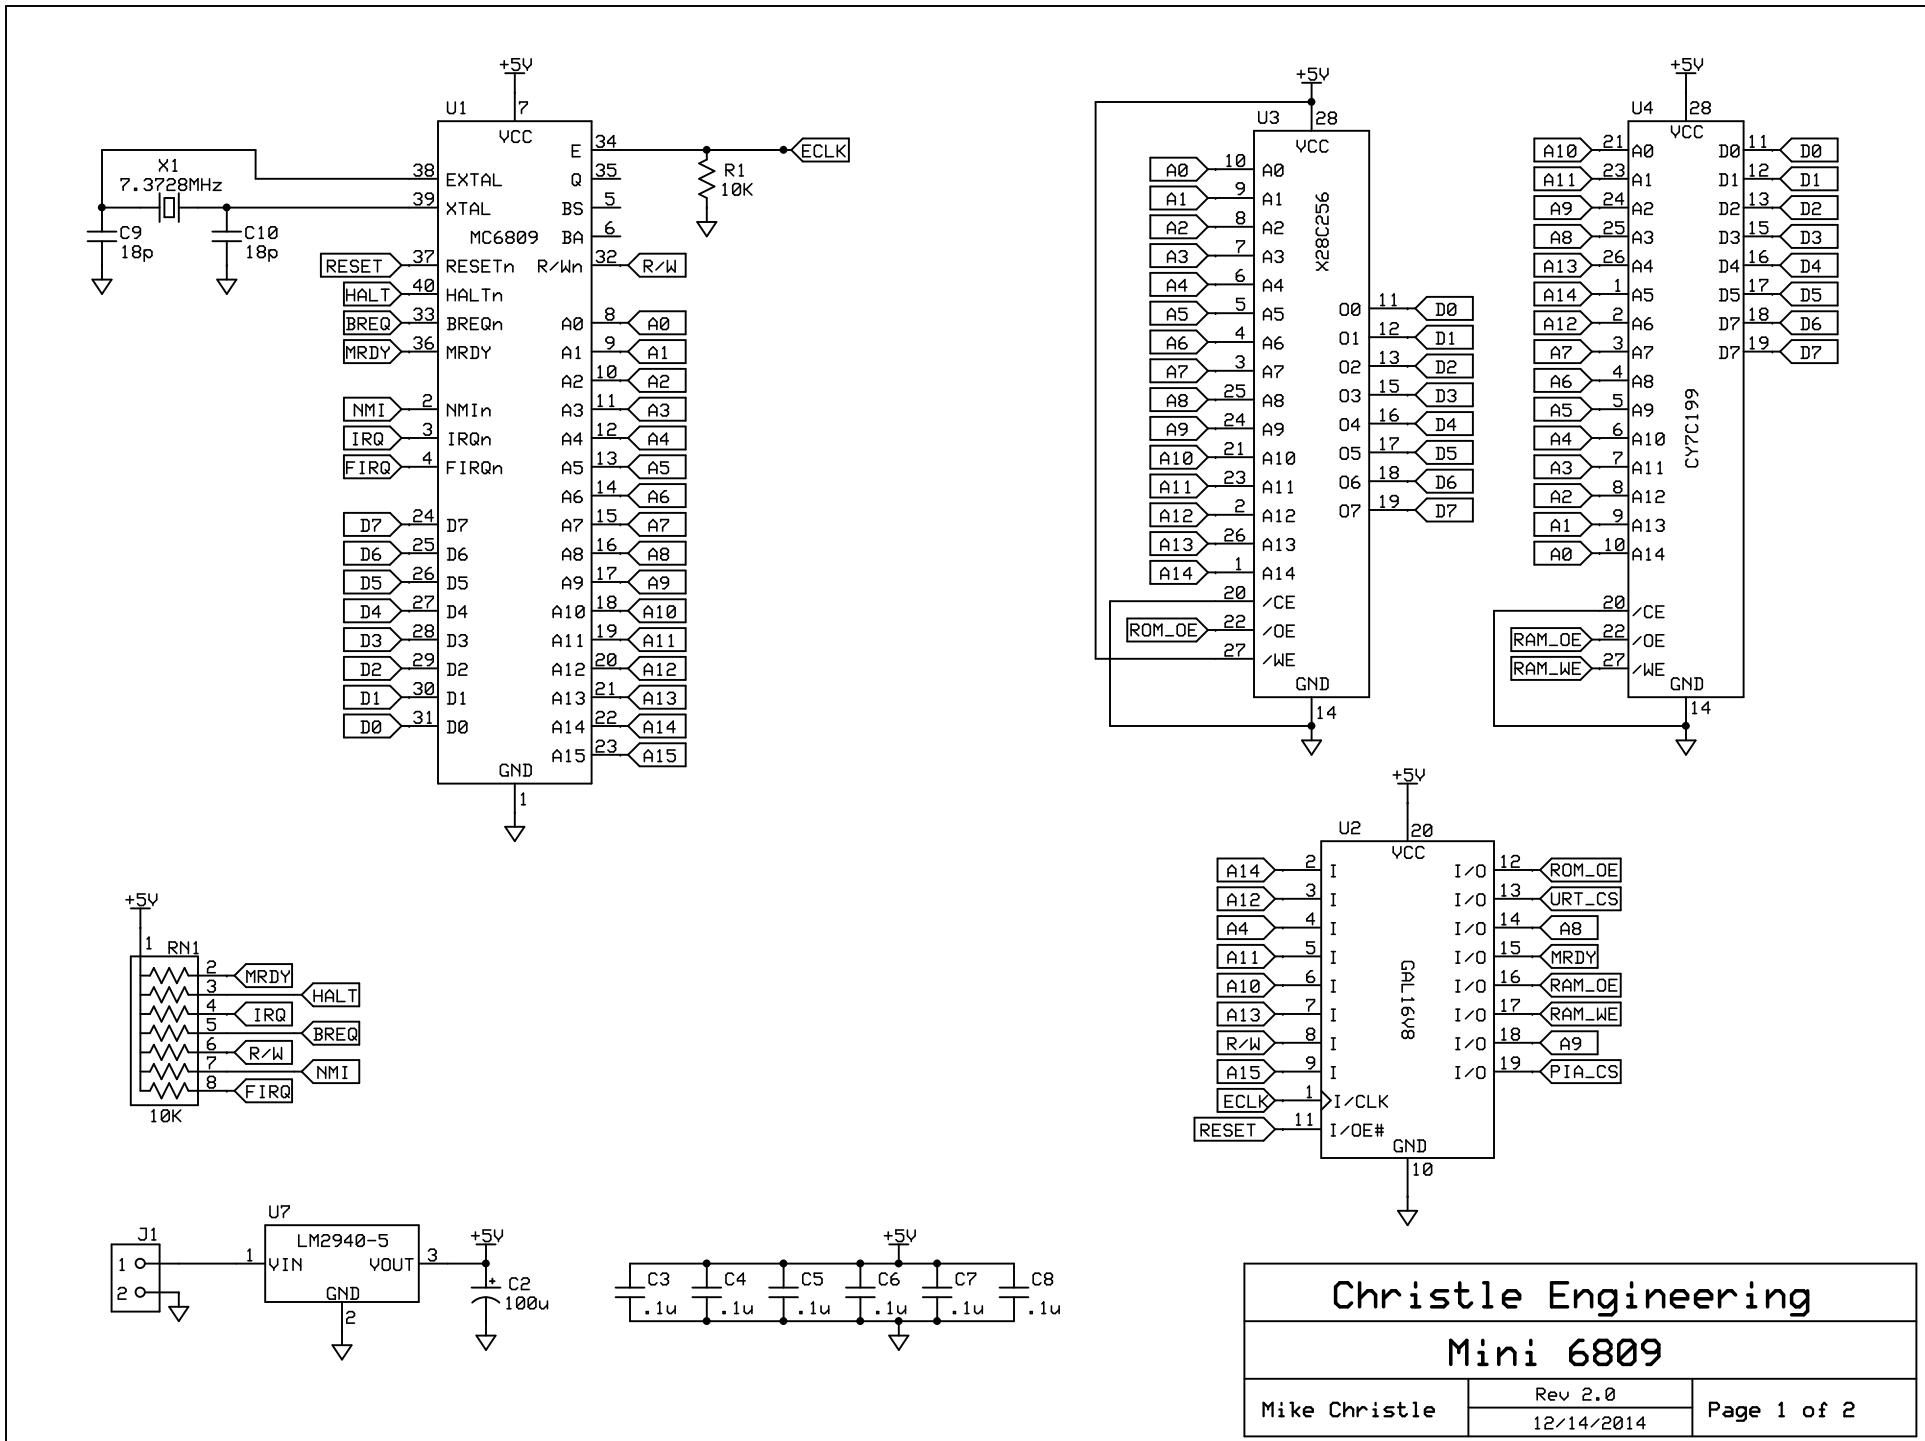 +5V
U1
7
VCC
E 34 ECLK
R1
10K
X1
7.3728MHz
C9
18p
C10
18p
38 EXTAL
Q 35
39 XTAL
BS 5
MC6809
BA 6
RESET 37 RESETn
R/Wn 32 R/W
HALT 40 HALTn
BREQ 33 BREQn
A0 8 A0
MRDY 36 MRDY
A1 9 A1
A2 10 A2
NMI 2 NMIn
A3 11 A3
IRQ 3 IRQn
A4 12 A4
FIRQ 4 FIRQn
A5 13 A5
A6 14 A6
D7 24 D7
A7 15 A7
D6 25 D6
A8 16 A8
D5 26 D5
A9 17 A9
D4 27 D4
A10 18 A10
D3 28 D3
A11 19 A11
D2 29 D2
A12 20 A12
D1 30 D1
A13 21 A13
D0 31 D0
A14 22 A14
A15 23 A15
GND
1
+5V
U3
28
VCC
X28C256
A0 10 A0
A1 9 A1
A2 8 A2
A3 7 A3
A4 6 A4
A5 5 A5
O0 11 D0
A6 4 A6
O1 12 D1
A7 3 A7
O2 13 D2
A8 25 A8
O3 15 D3
A9 24 A9
O4 16 D4
A10 21 A10
O5 17 D5
A11 23 A11
O6 18 D6
A12 2 A12
O7 19 D7
A13 26 A13
A14 1 A14
20 /CE
ROM_OE 22 /OE
27 /WE
GND
14
+5V
U4
28
VCC
A10 21 A0
D0 11 D0
A11 23 A1
D1 12 D1
A9 24 A2
D2 13 D2
A8 25 A3
D3 15 D3
A13 26 A4
D4 16 D4
A14 1 A5
D5 17 D5
A12 2 A6
D7 18 D6
A7 3 A7
D7 19 D7
A6 4 A8
A5 5 A9
CY7C199
A4 6 A10
A3 7 A11
A2 8 A12
A1 9 A13
A0 10 A14
20 /CE
RAM_OE 22 /OE
RAM_WE 27 /WE
GND
14
+5V
U2
20
VCC
A14 2 I
I/O 12 ROM_OE
A12 3 I
I/O 13 URT_CS
A4 4 I
I/O 14 A8
A11 5 I
I/O 15 MRDY
GAL16V8
A10 6 I
I/O 16 RAM_OE
A13 7 I
I/O 17 RAM_WE
R/W 8 I
I/O 18 A9
A15 9 I
I/O 19 PIA_CS
ECLK 1 I/CLK
RESET 11 I/OE#
GND
10
+5V
1 RN1
2 MRDY
3 HALT
4 IRQ
5 BREQ
6 R/W
7 NMI
8 FIRQ
10K
J1
1
2
U7
LM2940-5
1 VIN
VOUT 3
GND
2
+5V
+
C2
100u
+5V
C3
.1u
C4
.1u
C5
.1u
C6
.1u
C7
.1u
C8
.1u
Christle Engineering
Mini 6809
Mike Christle
Rev 2.0
12/14/2014
Page 1 of 2